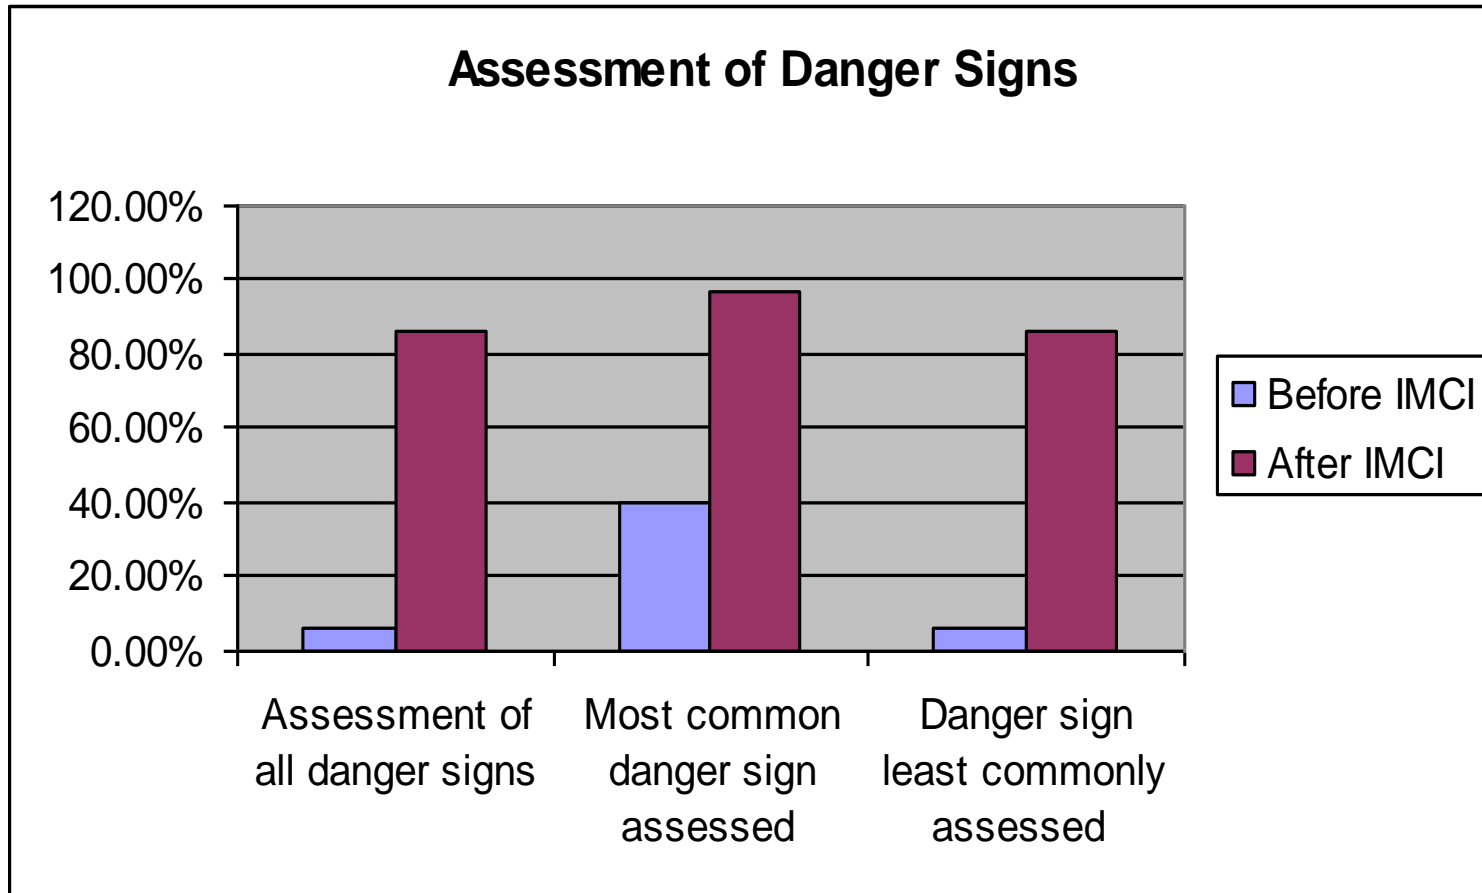 Assessment of Danger Signs
120.00%
100.00%
80.00%
60.00%
40.00%
20.00%
0.00%
Assessment of
all danger signs
Most common
danger sign
assessed
Danger sign
least commonly
assessed
Before IMCI
After IMCI